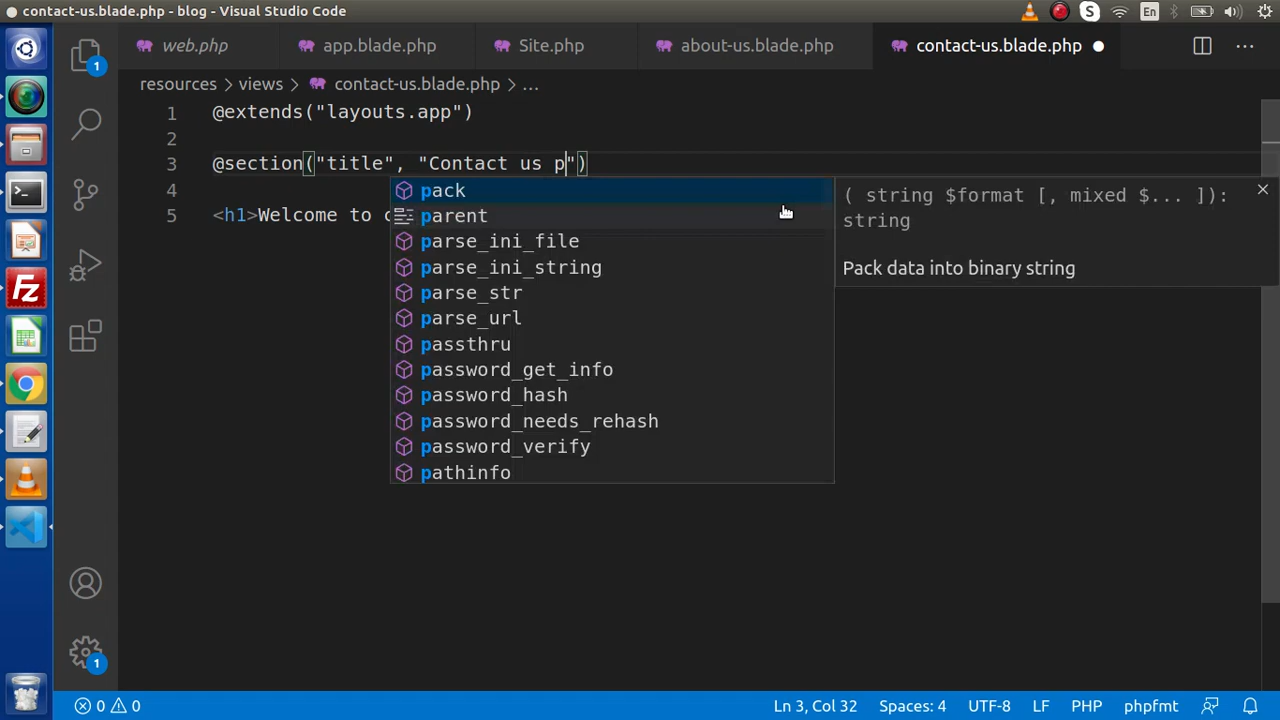 contact-us.blade.php - blog - Visual Studio Code
En
1
web.php
app.blade.php
Site.php
about-us.blade.php
contact-us.blade.php
resources > views > contact-us.blade.php > ...
1 @extends("layouts.app")
2
3 @section("title", "Contact us p")
4
5 <h1>Welcome to
pack
parent
parse_ini_file
parse_ini_string
parse_str
parse_url
passthru
password_get_info
password_hash
password_needs_rehash
password_verify
pathinfo
( string $format [, mixed $... ]):
string
Pack data into binary string
1
0 0
Ln 3, Col 32
Spaces: 4
UTF-8
LF
PHP
phpfmt